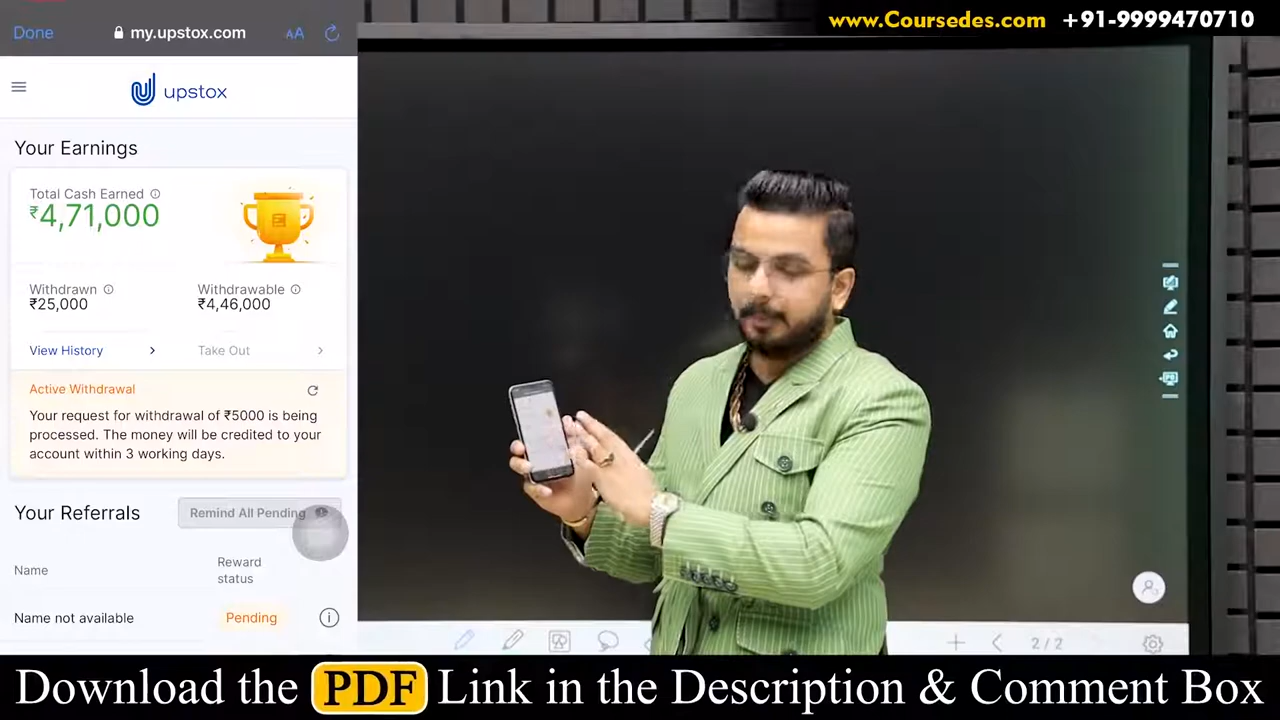 www.Coursedes.com +91-9999470710
Done
my.upstox.com
AA
upstox
Your Earnings
Total Cash Earned
₹4,71,000
Withdrawn
Withdrawable
₹25,000
₹4,46,000
View History
Take Out
Active Withdrawal
Your request for withdrawal of ₹5000 is being
processed. The money will be credited to your
account within 3 working days.
Your Referrals
Remind All Pending
Name
Reward
status
Name not available
Pending
2/2
Download the PDF Link in the Description & Comment Box